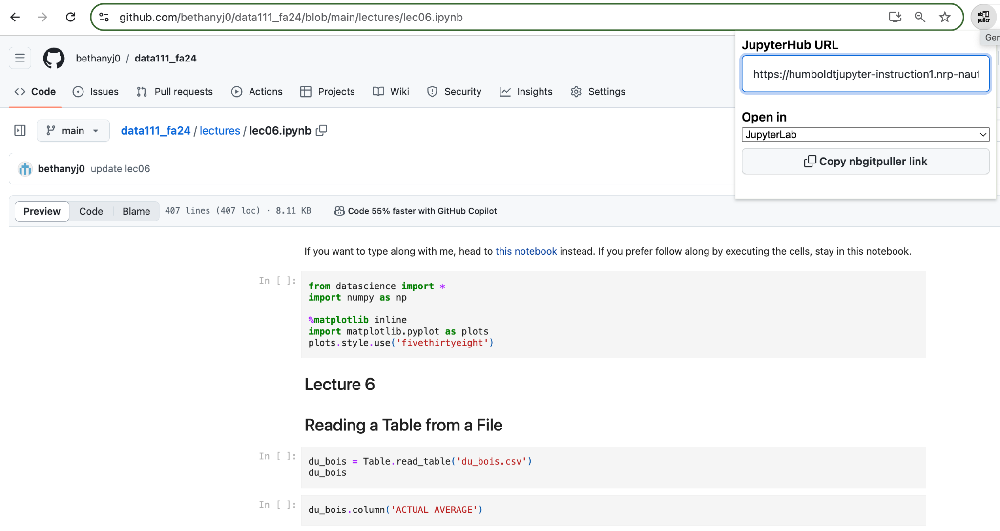 github.com/bethanyj0/data111_fa24/blob/main/lectures/lec06.ipynb
nbgit
puller
Gen
JupyterHub URL
https://humboldtjupyter-instruction1.nrp-naut
Open in
JupyterLab
Copy nbgitpuller link
bethanyj0 / data111_fa24
Code Issues Pull requests Actions Projects Wiki Security Insights Settings
main data111_fa24 / lectures / lec06.ipynb
bethanyj0 update lec06
Preview Code Blame 407 lines (407 loc) · 8.11 KB Code 55% faster with GitHub Copilot
If you want to type along with me, head to this notebook instead. If you prefer follow along by executing the cells, stay in this notebook.
In [ ]:
from datascience import *
import numpy as np
%matplotlib inline
import matplotlib.pyplot as plots
plots.style.use('fivethirtyeight')
Lecture 6
Reading a Table from a File
In [ ]:
du_bois = Table.read_table('du_bois.csv')
du_bois
In [ ]:
du_bois.column('ACTUAL AVERAGE')